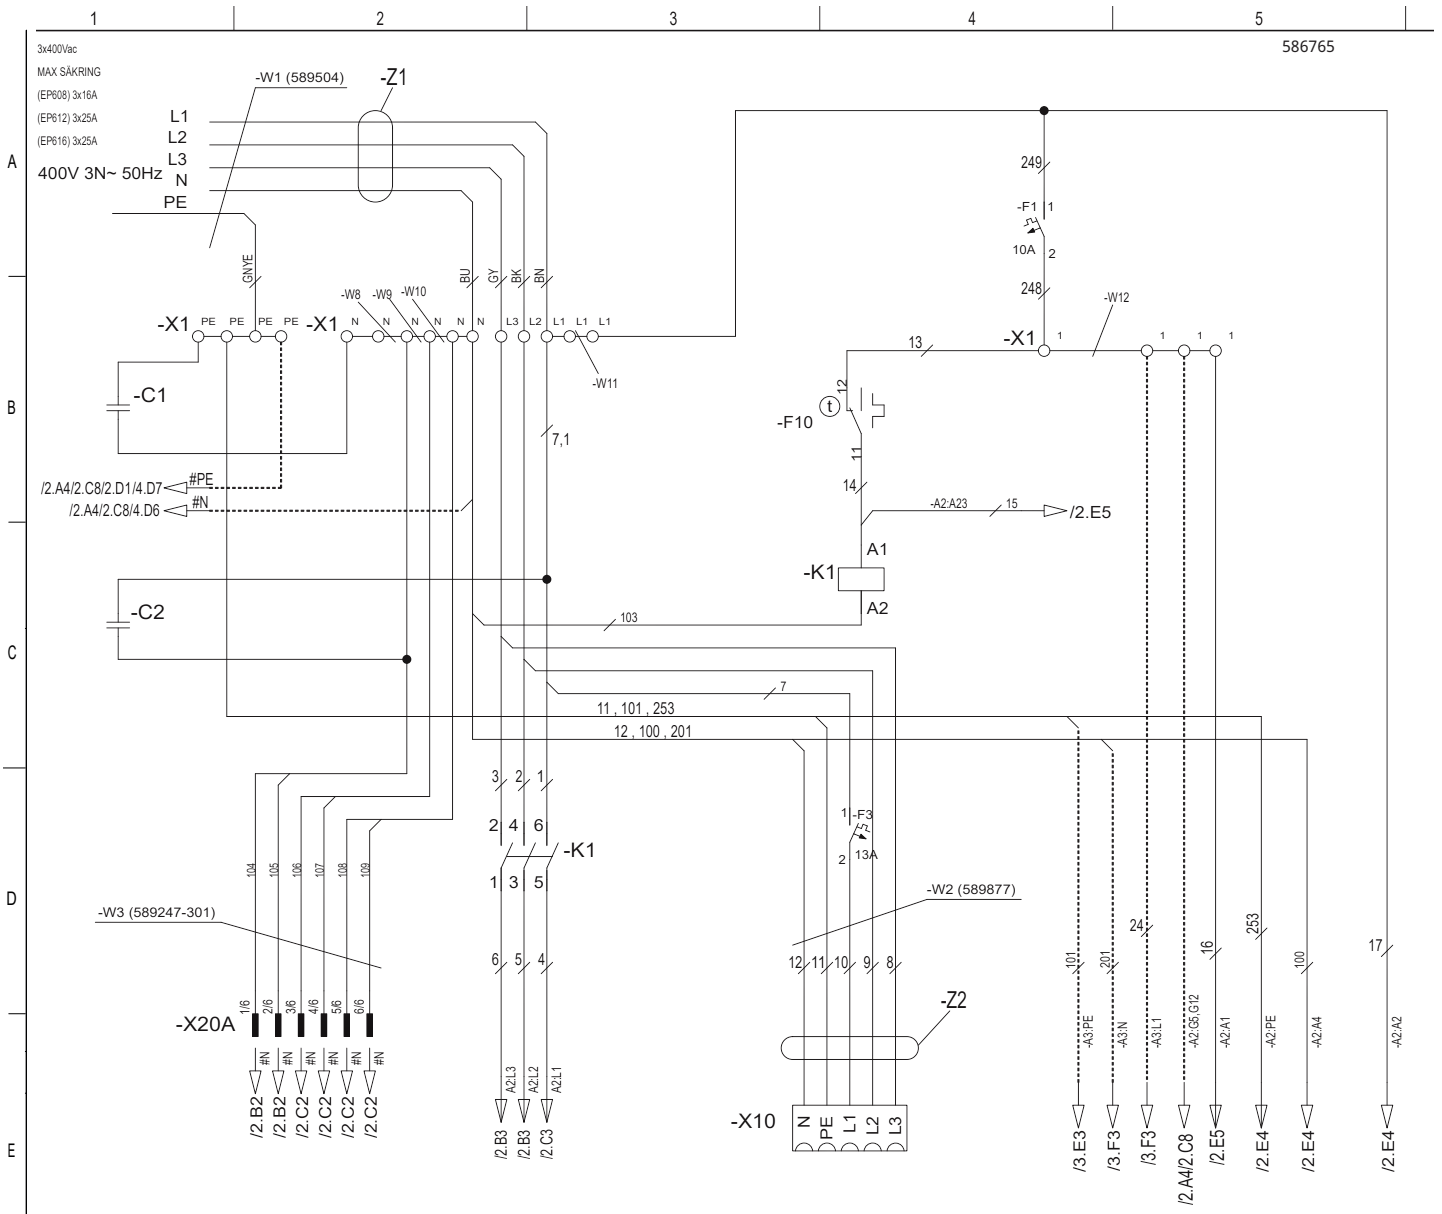 1 2 3 4 5
586765
3x400Vac
MAX SÄKRING
(EP608) 3x16A
(EP612) 3x25A
(EP616) 3x25A
400V 3N~ 50Hz
L1
L2
L3
N
PE
-W1 (589504)
-Z1
A
249
-F1 1
10A 2
248
GNYE BU GY BK BN
-W8 -W9 -W10
-W12
-X1 PE PE PE PE -X1 N N N N N N L3 L2 L1 L1 L1
-X1 1 1 1 1
13
-W11
B
-C1
12
t
-F10
11
7,1
14
/2.A4/2.C8/2.D1/4.D7 #PE
/2.A4/2.C8/4.D6 #N
-A2:A23 15 /2.E5
A1
-K1
A2
-C2
103
C
7
11 , 101 , 253
12 , 100 , 201
3 2 1
2 4 6
-K1
1 3 5
1 -F3
2 13A
104 105 106 107 108 109
D
-W3 (589247-301)
-W2 (589877)
6 5 4
12 11 10 9 8
101 201 24 16 253 100 17
1/6 2/6 3/6 4/6 5/6 6/6
-X20A
-Z2
#N #N #N #N #N #N
A2:L3 A2:L2 A2:L1
-A3:PE -A3:N -A3:L1 -A2:G5,G12 -A2:A1 -A2:PE -A2:A4 -A2:A2
/2.B2 /2.B2 /2.C2 /2.C2 /2.C2 /2.C2
/2.B3 /2.B3 /2.C3
-X10 N PE L1 L2 L3
E
/3.E3 /3.F3 /3.F3 /2.A4/2.C8 /2.E5 /2.E4 /2.E4 /2.E4